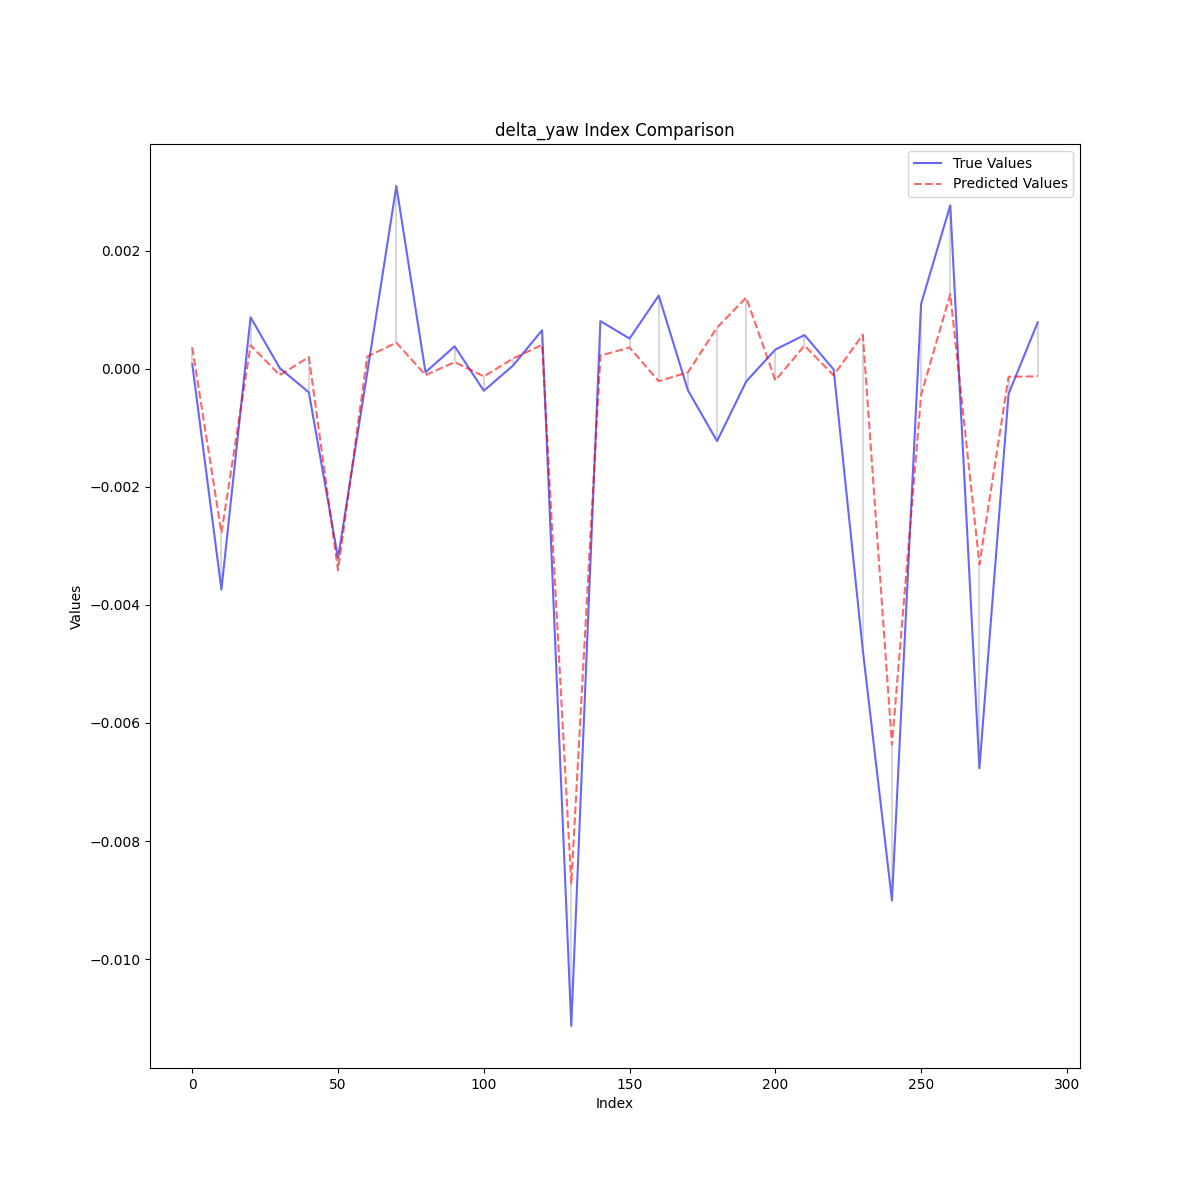 delta_yaw Index Comparison
True Values
Predicted Values
0.002
0.000
−0.002
−0.004
−0.006
−0.008
−0.010
Values
0 50 100 150 200 250 300
Index